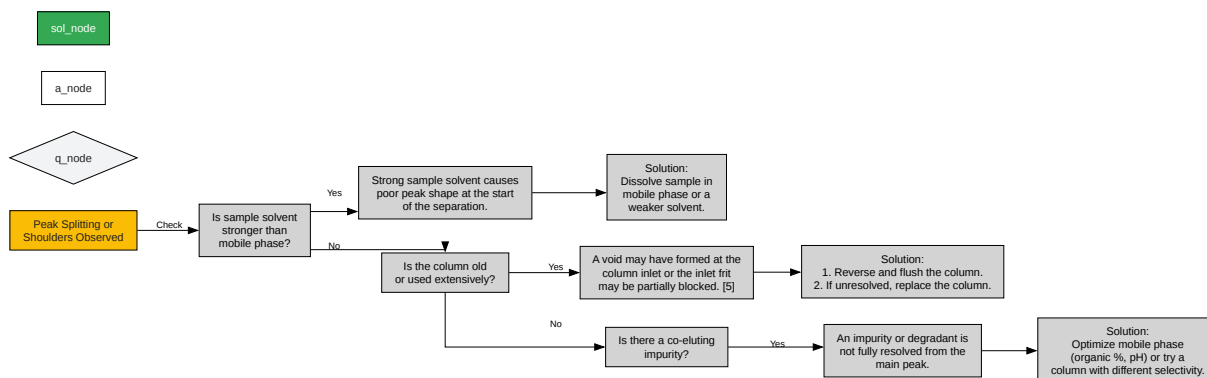 sol_node
a_node
q_node
Peak Splitting or
Shoulders Observed
Check
Is sample solvent
stronger than
mobile phase?
Yes
Strong sample solvent causes
poor peak shape at the start
of the separation.
Solution:
Dissolve sample in
mobile phase or a
weaker solvent.
No
Is the column old
or used extensively?
Yes
A void may have formed at the
column inlet or the inlet frit
may be partially blocked. [5]
Solution:
1. Reverse and flush the column.
2. If unresolved, replace the column.
No
Is there a co-eluting
impurity?
Yes
An impurity or degradant is
not fully resolved from the
main peak.
Solution:
Optimize mobile phase
(organic %, pH) or try a
column with different selectivity.